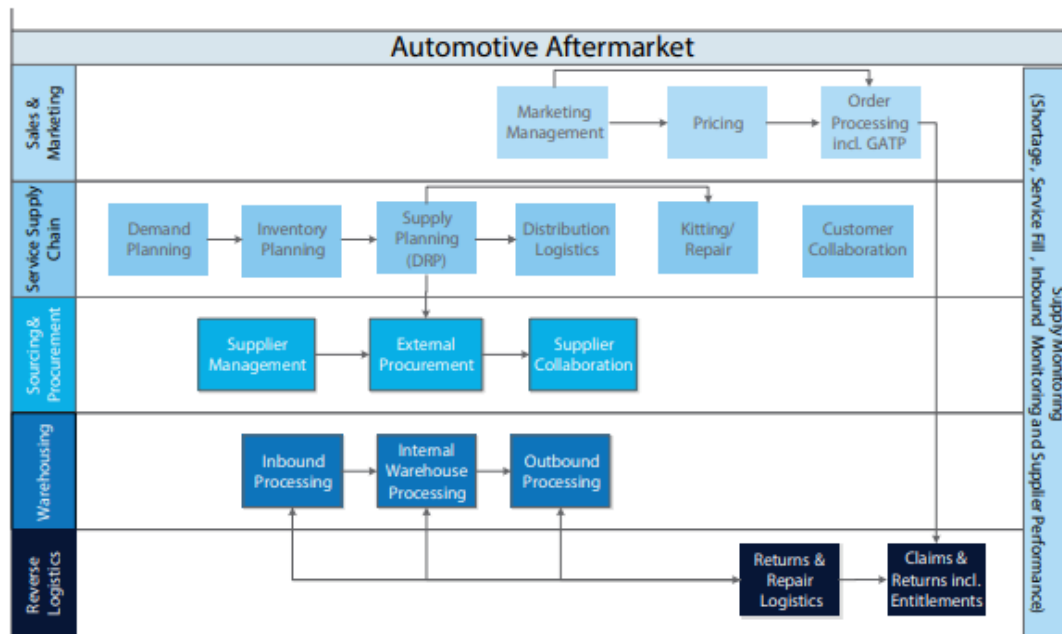 Automotive Aftermarket
Sales &
Marketing
Marketing
Management
Pricing
Order
Processing
incl. GATP
Service Supply
Chain
Demand
Planning
Inventory
Planning
Supply
Planning
(DRP)
Distribution
Logistics
Kitting/
Repair
Customer
Collaboration
Sourcing&
Procurement
Supplier
Management
External
Procurement
Supplier
Collaboration
Warehousing
Inbound
Processing
Internal
Warehouse
Processing
Outbound
Processing
Reverse
Logistics
Returns &
Repair
Logistics
Claims &
Returns incl.
Entitlements
Supply Monitoring
(Shortage , Service Fill , Inbound Monitoring and Supplier Performance)